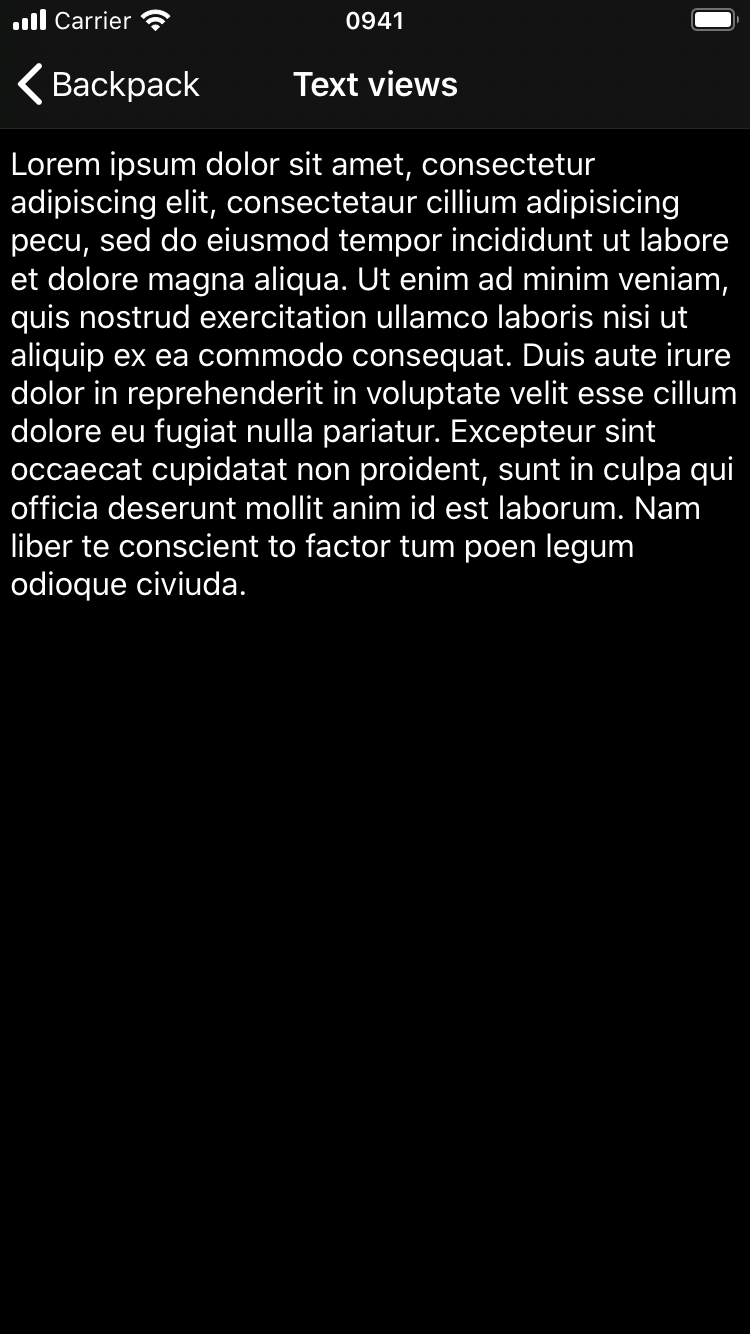 Carrier 0941
Backpack Text views
Lorem ipsum dolor sit amet, consectetur
adipiscing elit, consectetaur cillium adipisicing
pecu, sed do eiusmod tempor incididunt ut labore
et dolore magna aliqua. Ut enim ad minim veniam,
quis nostrud exercitation ullamco laboris nisi ut
aliquip ex ea commodo consequat. Duis aute irure
dolor in reprehenderit in voluptate velit esse cillum
dolore eu fugiat nulla pariatur. Excepteur sint
occaecat cupidatat non proident, sunt in culpa qui
officia deserunt mollit anim id est laborum. Nam
liber te conscient to factor tum poen legum
odioque civiuda.